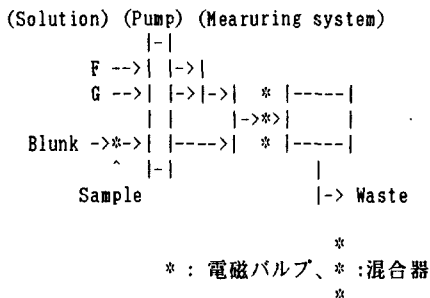 (Solution) (Pump) (Mearuring system)
|-|
F -->| |->|
G -->| |->|->| * |-----|
| | |->*>| |
Blunk ->*->| |---->| * |-----|
^ |-| |
Sample |-> Waste
*
* : 電磁バルブ、* :混合器
*